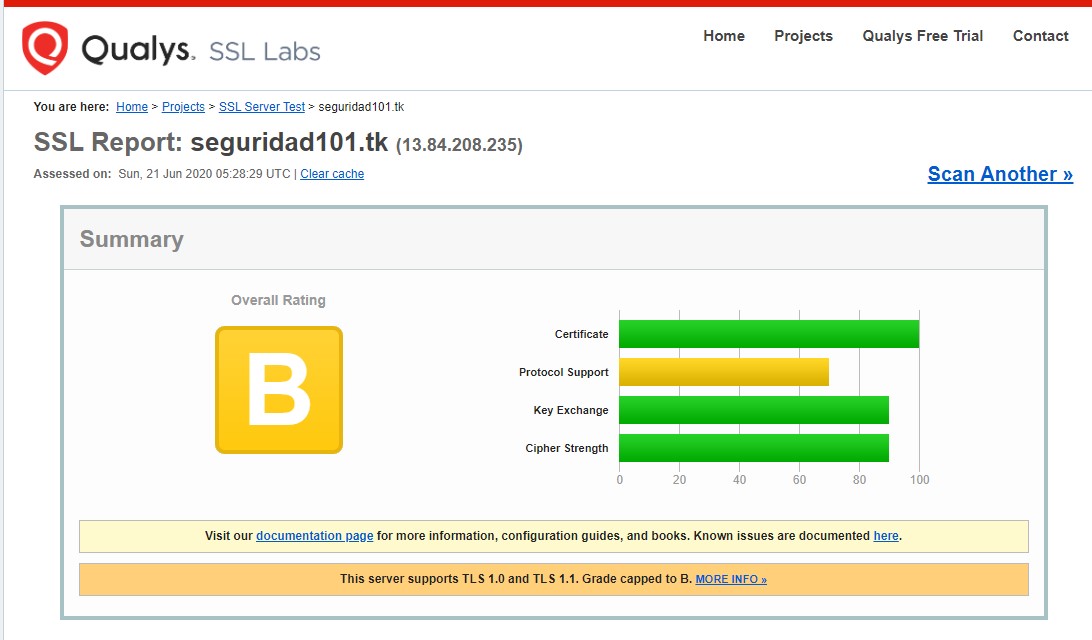 Qualys. SSL Labs
Home Projects Qualys Free Trial Contact
You are here: Home > Projects > SSL Server Test > seguridad101.tk
SSL Report: seguridad101.tk (13.84.208.235)
Assessed on: Sun, 21 Jun 2020 05:28:29 UTC | Clear cache
Scan Another »
Summary
Overall Rating
B
Certificate
Protocol Support
Key Exchange
Cipher Strength
0 20 40 60 80 100
Visit our documentation page for more information, configuration guides, and books. Known issues are documented here.
This server supports TLS 1.0 and TLS 1.1. Grade capped to B. MORE INFO »